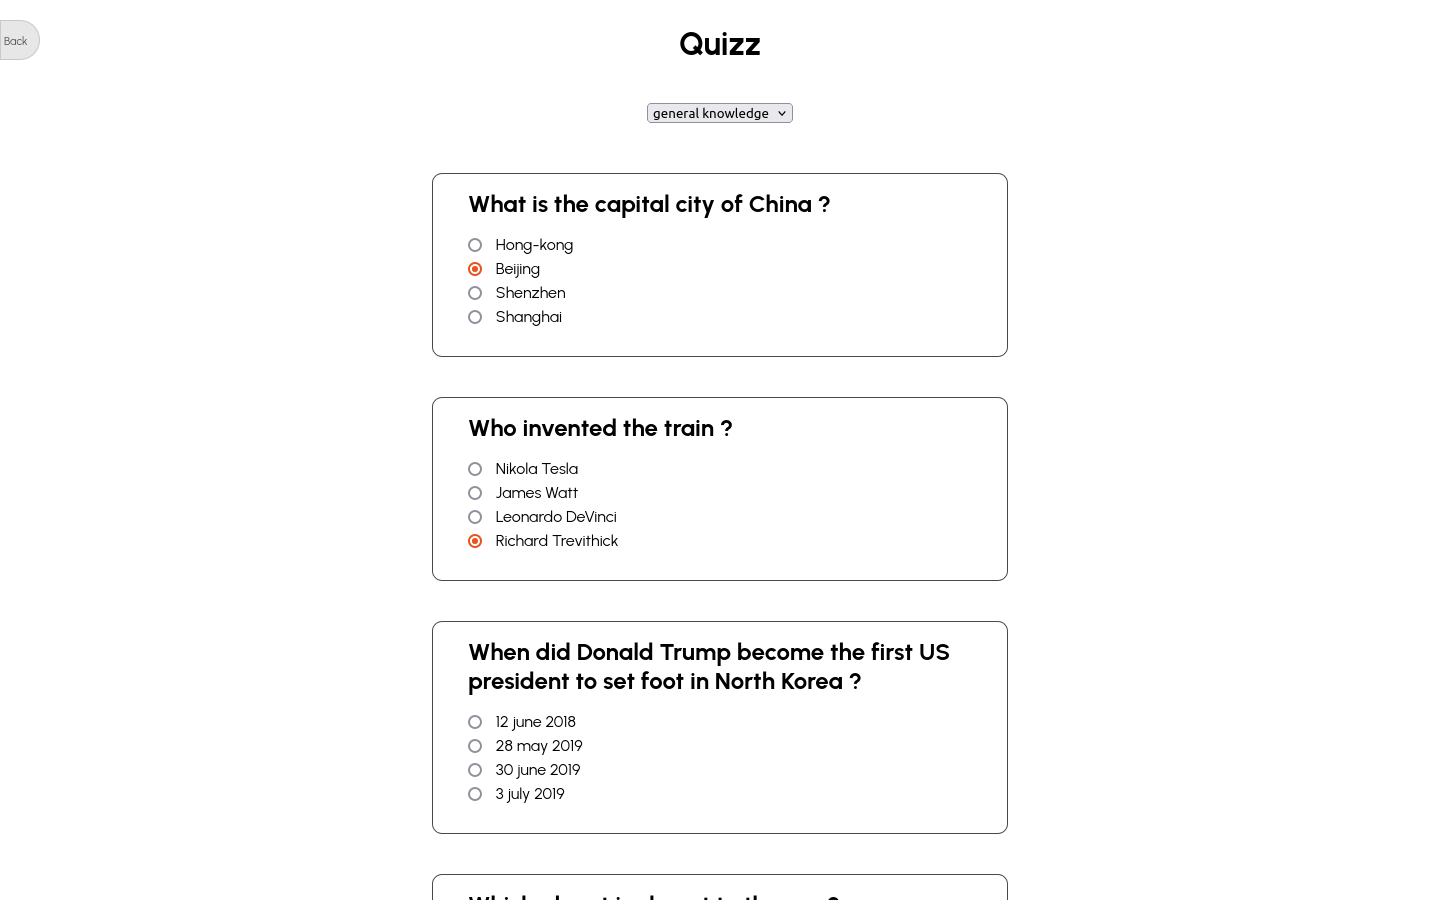 Back
Quizz
general knowledge
What is the capital city of China ?
Hong-kong
Beijing
Shenzhen
Shanghai
Who invented the train ?
Nikola Tesla
James Watt
Leonardo DeVinci
Richard Trevithick
When did Donald Trump become the first US
president to set foot in North Korea ?
12 june 2018
28 may 2019
30 june 2019
3 july 2019